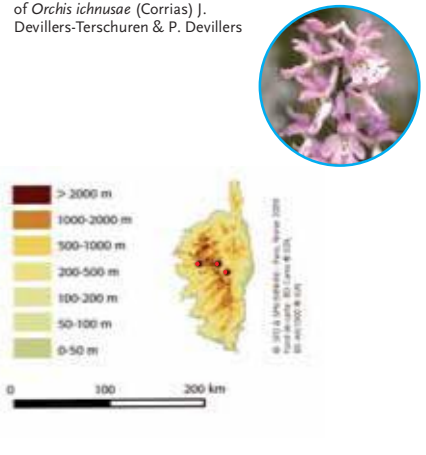 of Orchis ichnusae (Corrias) J.
Devillers-Terschuren & P. Devillers
> 2000 m
1000-2000 m
500-1000 m
200-500 m
100-200 m
50-100 m
0-50 m
0 100 200 km